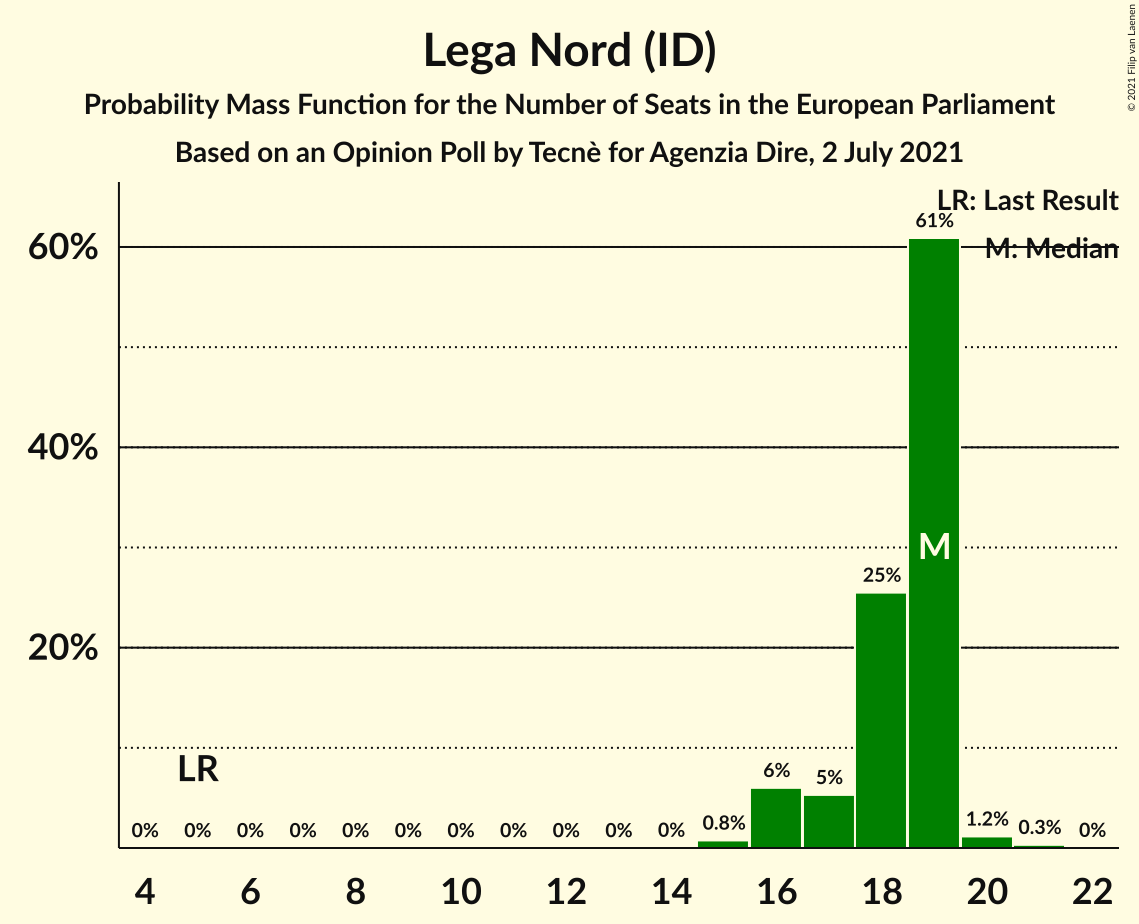 Lega Nord (ID)
Probability Mass Function for the Number of Seats in the European Parliament
Based on an Opinion Poll by Tecnè for Agenzia Dire, 2 July 2021
© 2021 Filip van Laenen
LR: Last Result
M: Median
60%
40%
20%
61%
M
25%
LR
6%
5%
0% 0% 0% 0% 0% 0% 0% 0% 0% 0% 0% 0.8% 1.2% 0.3% 0%
4 6 8 10 12 14 16 18 20 22